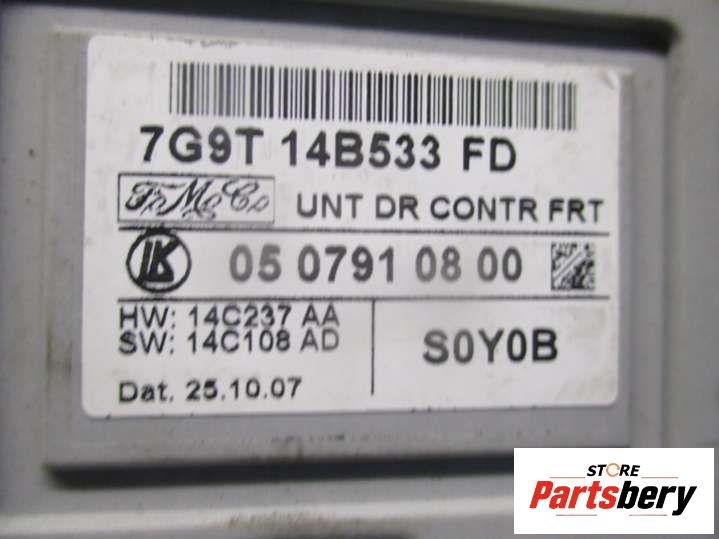 7G9T 14B533 FD
FoMoCo UNT DR CONTR FRT
LK 05 0791 08 00
HW: 14C237 AA
SW: 14C108 AD
S0Y0B
Dat. 25.10.07
STORE
Partsbery